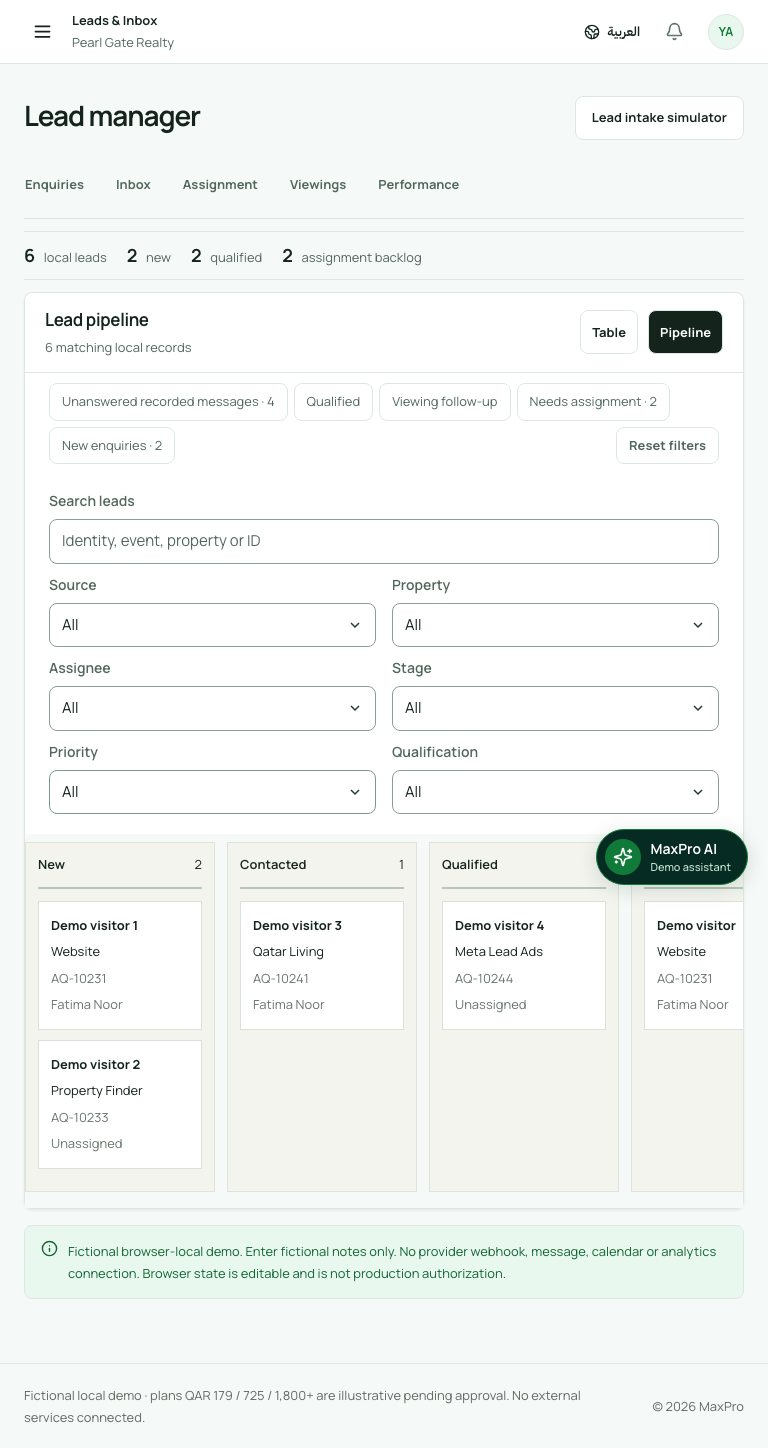 Leads & Inbox
Pearl Gate Realty
العربية
YA
Lead manager
Lead intake simulator
Enquiries Inbox Assignment Viewings Performance
6 local leads 2 new 2 qualified 2 assignment backlog
Lead pipeline
6 matching local records
Table Pipeline
Unanswered recorded messages · 4 Qualified Viewing follow-up Needs assignment · 2
New enquiries · 2 Reset filters
Search leads
Identity, event, property or ID
Source Property
All All
Assignee Stage
All All
Priority Qualification
All All
MaxPro AI
Demo assistant
New 2 Contacted 1 Qualified
Demo visitor 1 Demo visitor 3 Demo visitor 4 Demo visitor
Website Qatar Living Meta Lead Ads Website
AQ-10231 AQ-10241 AQ-10244 AQ-10231
Fatima Noor Fatima Noor Unassigned Fatima Noor
Demo visitor 2
Property Finder
AQ-10233
Unassigned
Fictional browser-local demo. Enter fictional notes only. No provider webhook, message, calendar or analytics
connection. Browser state is editable and is not production authorization.
Fictional local demo · plans QAR 179 / 725 / 1,800+ are illustrative pending approval. No external
services connected.
© 2026 MaxPro